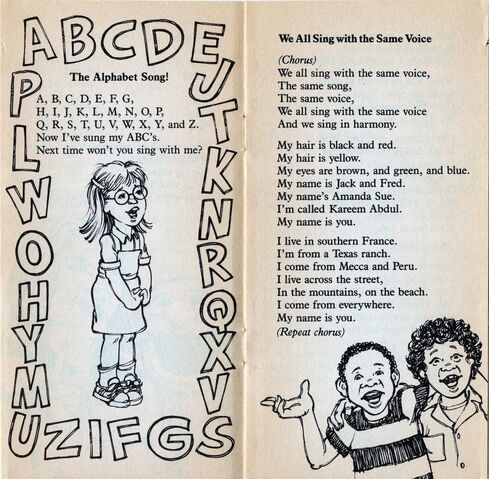 ABCDE
P
L
W
O
H
Y
M
UZIFGS
J
T
K
N
R
Q
X
V
The Alphabet Song!
A, B, C, D, E, F, G,
H, I, J, K, L, M, N, O, P,
Q, R, S, T, U, V, W, X, Y, and Z.
Now I've sung my ABC's.
Next time won't you sing with me?
We All Sing with the Same Voice
(Chorus)
We all sing with the same voice,
The same song,
The same voice,
We all sing with the same voice
And we sing in harmony.
My hair is black and red.
My hair is yellow.
My eyes are brown, and green, and blue.
My name is Jack and Fred.
My name's Amanda Sue.
I'm called Kareem Abdul.
My name is you.
I live in southern France.
I'm from a Texas ranch.
I come from Mecca and Peru.
I live across the street,
In the mountains, on the beach.
I come from everywhere.
My name is you.
(Repeat chorus)